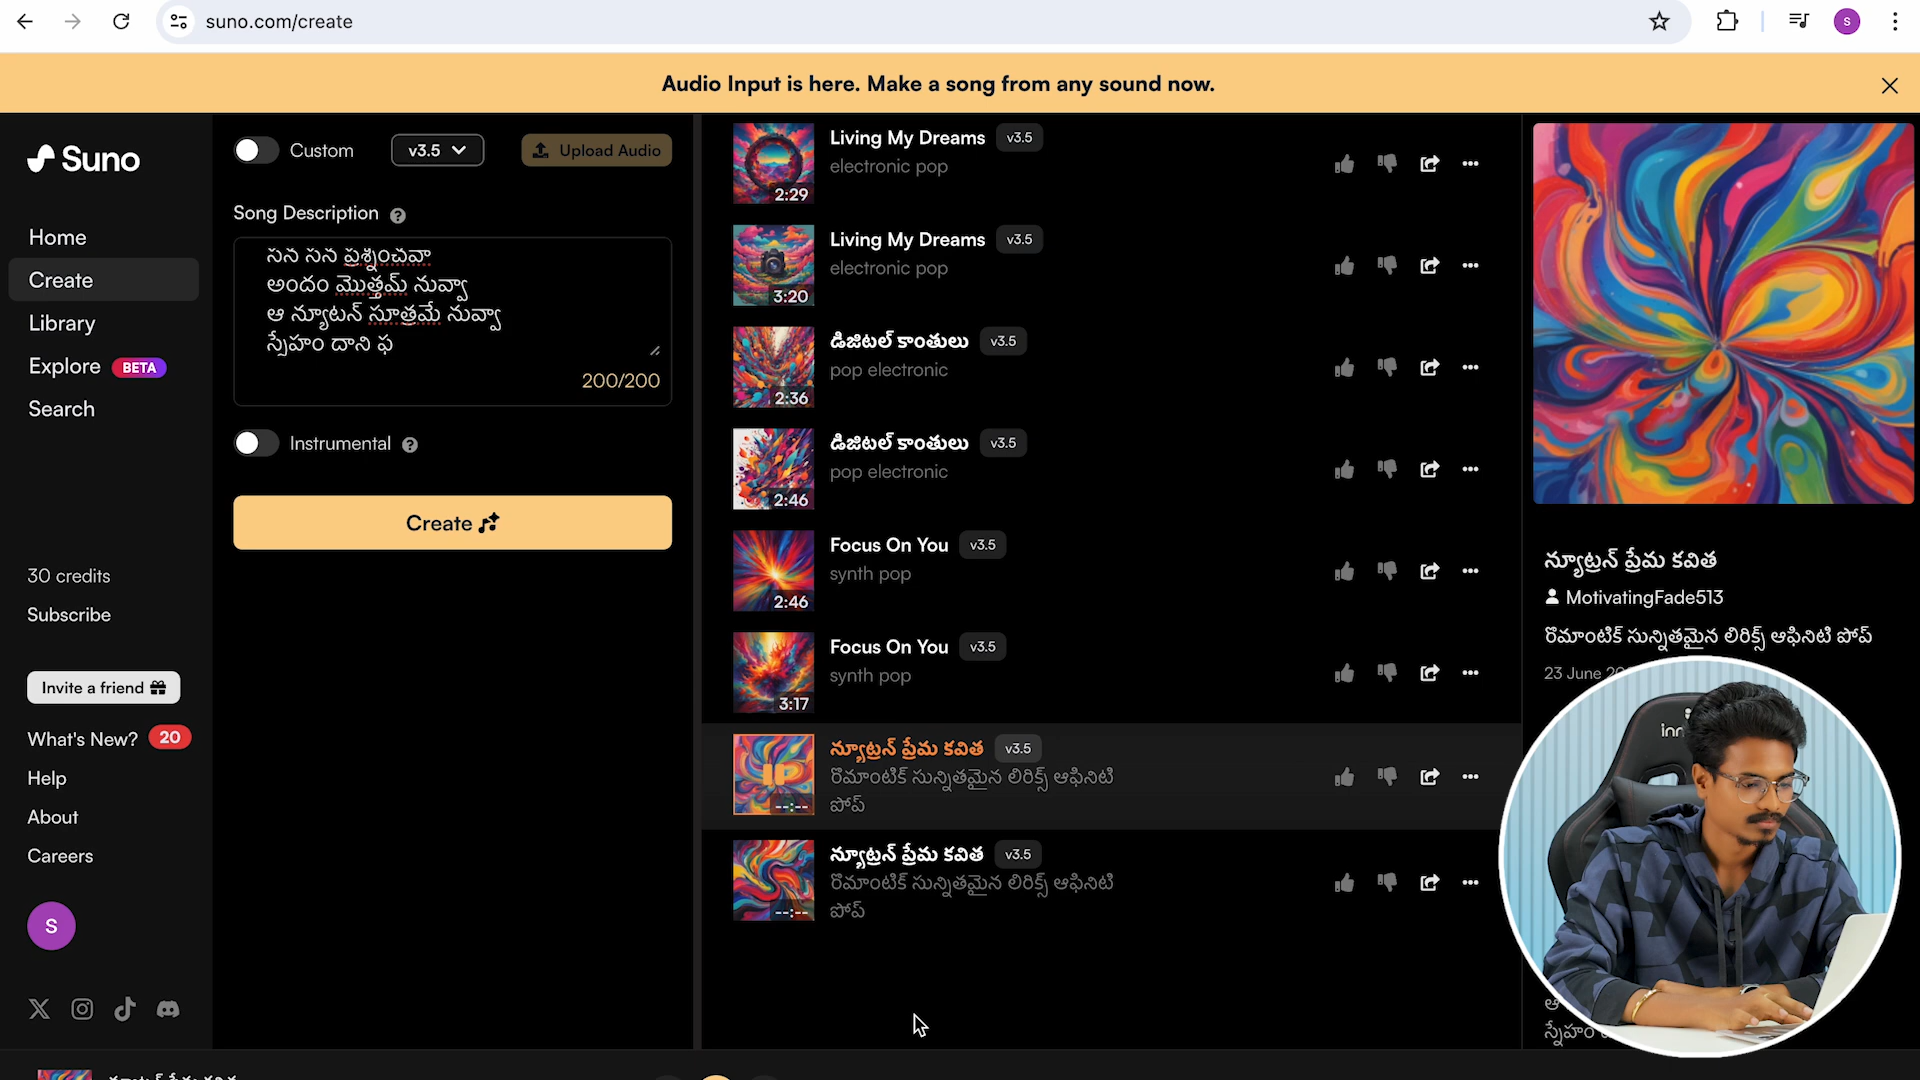 suno.com/create
S
Audio Input is here. Make a song from any sound now.
Suno
Home
Create
Library
Explore BETA
Search
30 credits
Subscribe
Invite a friend
What's New? 20
Help
About
Careers
S
Custom
v3.5
Upload Audio
Song Description ?
సన సన ప్రశ్నించవా
అందం మొత్తమ్ నువ్వా
ఆ న్యూటన్ సూత్రమే నువ్వా
స్నేహం దాని ఫ
200/200
Instrumental ?
Create
Living My Dreams v3.5
electronic pop
2:29
Living My Dreams v3.5
electronic pop
3:20
డిజిటల్ కాంతులు v3.5
pop electronic
2:36
డిజిటల్ కాంతులు v3.5
pop electronic
2:46
Focus On You v3.5
synth pop
2:46
Focus On You v3.5
synth pop
3:17
న్యూట్రన్ ప్రేమ కవిత v3.5
రొమాంటిక్ సున్నితమైన లిరిక్స్ ఆఫినిటి
పోప్
--:--
న్యూట్రన్ ప్రేమ కవిత v3.5
రొమాంటిక్ సున్నితమైన లిరిక్స్ ఆఫినిటి
పోప్
--:--
న్యూట్రన్ ప్రేమ కవిత
MotivatingFade513
రొమాంటిక్ సున్నితమైన లిరిక్స్ ఆఫినిటి పోప్
23 June
ఆ
స్నేహం